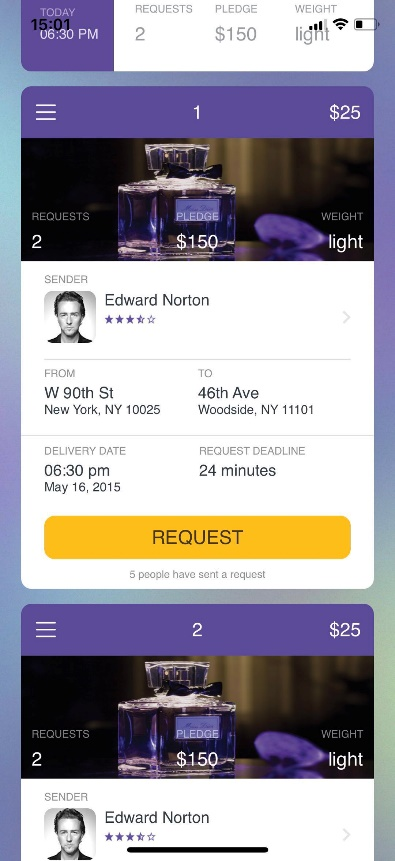 TODAY
REQUESTS PLEDGE WEIGHT
15:01
06:30 PM 2 $150 light
1 $25
REQUESTS PLEDGE WEIGHT
2 $150 light
SENDER
Edward Norton
FROM TO
W 90th St 46th Ave
New York, NY 10025 Woodside, NY 11101
DELIVERY DATE REQUEST DEADLINE
06:30 pm 24 minutes
May 16, 2015
REQUEST
5 people have sent a request
2 $25
REQUESTS PLEDGE WEIGHT
2 $150 light
SENDER
Edward Norton